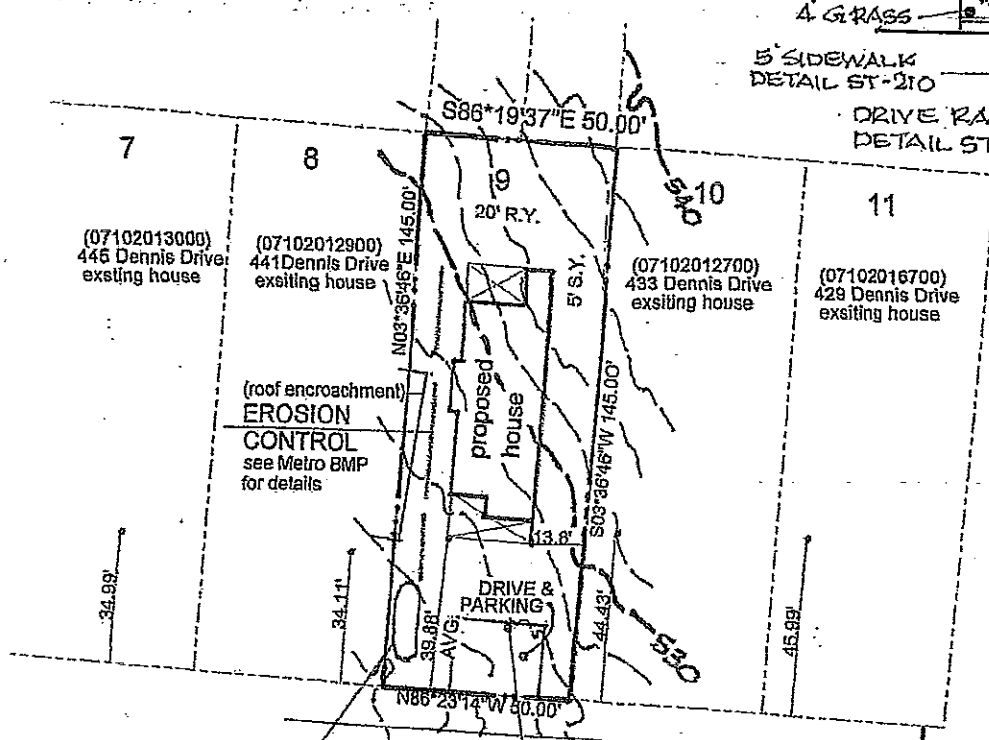 4' GRASS
5' SIDEWALK
DETAIL ST-210
DRIVE RA
DETAIL ST
S86°19'37"E 50.00'
7
8
9
10
11
540
20' R.Y.
(07102013000)
445 Dennis Drive
exsting house
(07102012900)
441Dennis Drive
exsiting house
N03°36'46"E 145.00'
5' S.Y.
(07102012700)
433 Dennis Drive
exsiting house
(07102016700)
429 Dennis Drive
exsiting house
proposed
house
S03°36'46"W 145.00'
(roof encroachment)
EROSION
CONTROL
see Metro BMP
for details
13.8'
34.99'
34.11'
39.88'
AVG.
DRIVE &
PARKING
44.43'
45.99'
530
N86°23'14"W 50.00'